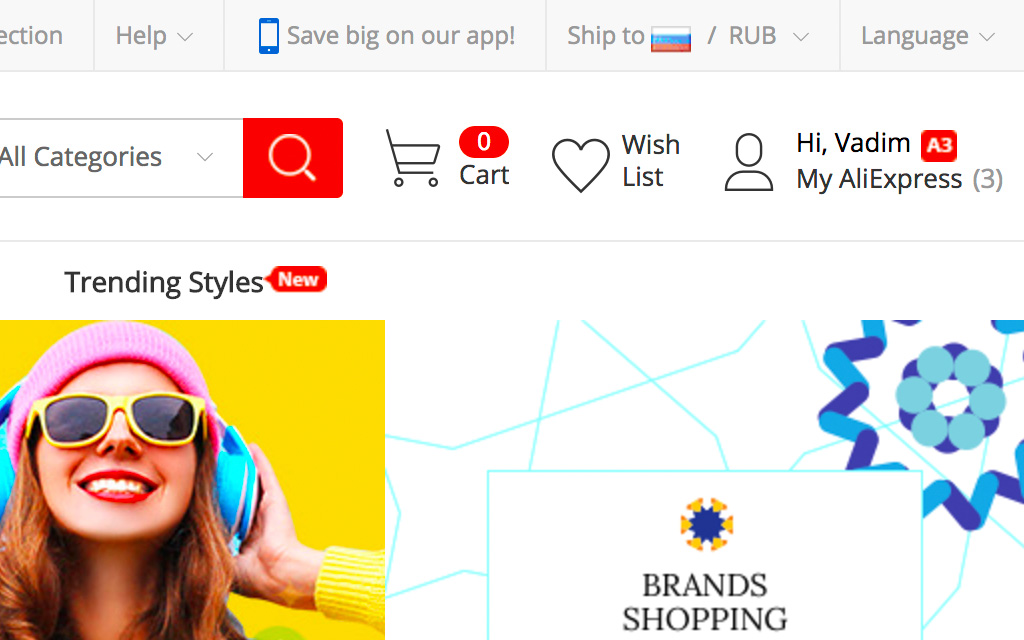 ection
Help
Save big on our app!
Ship to / RUB
Language
All Categories
0
Cart
Wish
List
Hi, Vadim A3
My AliExpress (3)
Trending Styles New
BRANDS
SHOPPING